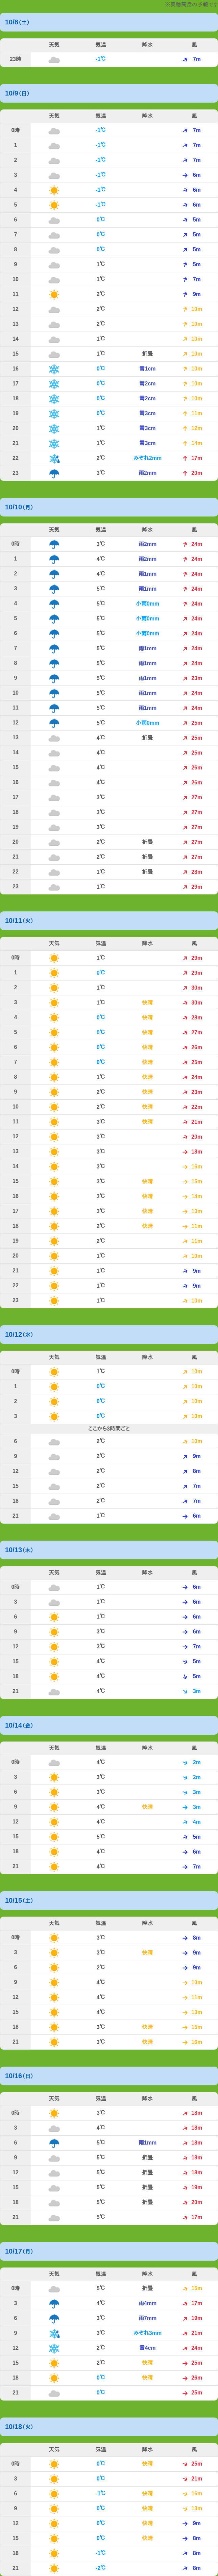 10/8(土)
天気 気温 降水 風
23時 -1℃ 7m
10/9(日)
天気 気温 降水 風
0時 -1℃ 7m
1 -1℃ 7m
2 -1℃ 7m
3 -1℃ 6m
4 -1℃ 6m
5 -1℃ 6m
6 0℃ 5m
7 0℃ 5m
8 0℃ 5m
9 1℃ 5m
10 1℃ 7m
11 2℃ 9m
12 2℃ 10m
13 2℃ 10m
14 1℃ 10m
15 1℃ 折曇 10m
16 0℃ 雪1cm 10m
17 0℃ 雪2cm 10m
18 0℃ 雪2cm 10m
19 0℃ 雪3cm 11m
20 1℃ 雪3cm 12m
21 1℃ 雪3cm 14m
22 2℃ みぞれ2mm 17m
23 3℃ 雨2mm 20m
10/10(月)
天気 気温 降水 風
0時 3℃ 雨2mm 24m
1 4℃ 雨2mm 24m
2 4℃ 雨1mm 24m
3 5℃ 雨1mm 24m
4 5℃ 小雨0mm 24m
5 5℃ 小雨0mm 24m
6 5℃ 小雨0mm 24m
7 5℃ 雨1mm 24m
8 5℃ 雨1mm 24m
9 5℃ 雨1mm 23m
10 5℃ 雨1mm 24m
11 5℃ 雨1mm 24m
12 5℃ 小雨0mm 25m
13 4℃ 折曇 25m
14 4℃ 25m
15 4℃ 26m
16 4℃ 26m
17 3℃ 27m
18 3℃ 27m
19 3℃ 27m
20 2℃ 折曇 27m
21 2℃ 折曇 27m
22 1℃ 折曇 28m
23 1℃ 29m
10/11(火)
天気 気温 降水 風
0時 1℃ 29m
1 0℃ 29m
2 1℃ 30m
3 1℃ 快晴 30m
4 0℃ 快晴 28m
5 0℃ 快晴 27m
6 0℃ 快晴 26m
7 0℃ 快晴 25m
8 1℃ 快晴 24m
9 2℃ 快晴 23m
10 2℃ 快晴 22m
11 3℃ 快晴 21m
12 3℃ 20m
13 3℃ 18m
14 3℃ 16m
15 3℃ 快晴 15m
16 3℃ 快晴 14m
17 3℃ 快晴 13m
18 2℃ 快晴 11m
19 2℃ 11m
20 1℃ 10m
21 1℃ 9m
22 1℃ 9m
23 1℃ 10m
10/12(水)
天気 気温 降水 風
0時 1℃ 10m
1 0℃ 10m
2 0℃ 10m
3 0℃ 10m
ここから3時間ごと
6 2℃ 10m
9 2℃ 9m
12 2℃ 8m
15 2℃ 7m
18 2℃ 7m
21 1℃ 6m
10/13(木)
天気 気温 降水 風
0時 1℃ 6m
3 1℃ 6m
6 1℃ 6m
9 3℃ 6m
12 3℃ 7m
15 4℃ 5m
18 4℃ 5m
21 4℃ 3m
10/14(金)
天気 気温 降水 風
0時 4℃ 2m
3 3℃ 2m
6 3℃ 3m
9 4℃ 快晴 3m
12 4℃ 4m
15 5℃ 5m
18 4℃ 6m
21 4℃ 7m
10/15(土)
天気 気温 降水 風
0時 3℃ 8m
3 3℃ 快晴 9m
6 2℃ 9m
9 4℃ 10m
12 4℃ 11m
15 4℃ 13m
18 3℃ 快晴 15m
21 3℃ 快晴 16m
10/16(日)
天気 気温 降水 風
0時 3℃ 18m
3 4℃ 18m
6 5℃ 雨1mm 18m
9 5℃ 折曇 18m
12 5℃ 折曇 18m
15 5℃ 折曇 19m
18 5℃ 折曇 20m
21 5℃ 17m
10/17(月)
天気 気温 降水 風
0時 5℃ 折曇 15m
3 4℃ 雨4mm 17m
6 3℃ 雨7mm 19m
9 3℃ みぞれ3mm 21m
12 2℃ 雪4cm 24m
15 2℃ 快晴 25m
18 0℃ 快晴 26m
21 0℃ 25m
10/18(火)
天気 気温 降水 風
0時 0℃ 快晴 25m
3 0℃ 21m
6 -1℃ 快晴 16m
9 0℃ 快晴 13m
12 0℃ 快晴 9m
15 0℃ 快晴 8m
18 -1℃ 8m
21 -2℃ 8m